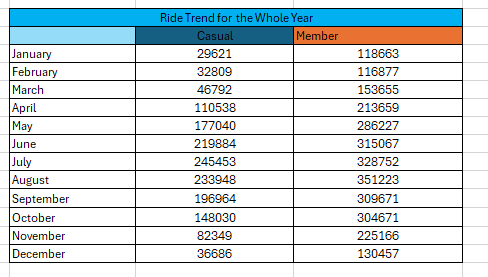 Ride Trend for the Whole Year
Casual Member
January 29621 118663
February 32809 116877
March 46792 153655
April 110538 213659
May 177040 286227
June 219884 315067
July 245453 328752
August 233948 351223
September 196964 309671
October 148030 304671
November 82349 225166
December 36686 130457